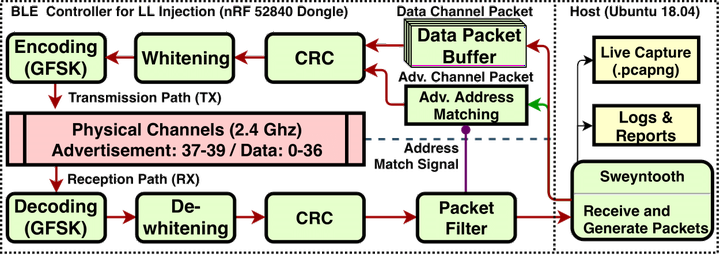 BLE Controller for LL Injection (nRF 52840 Dongle)
Data Channel Packet
Host (Ubuntu 18.04)
Encoding
(GFSK)
Whitening
CRC
Data Packet
Buffer
Live Capture
(.pcapng)
Adv. Channel Packet
Transmission Path (TX)
Adv. Address
Matching
Logs &
Reports
Physical Channels (2.4 Ghz)
Advertisement: 37-39 / Data: 0-36
Address
Match Signal
Reception Path (RX)
Sweyntooth
Decoding
(GFSK)
De-
whitening
CRC
Packet
Filter
Receive and
Generate Packets